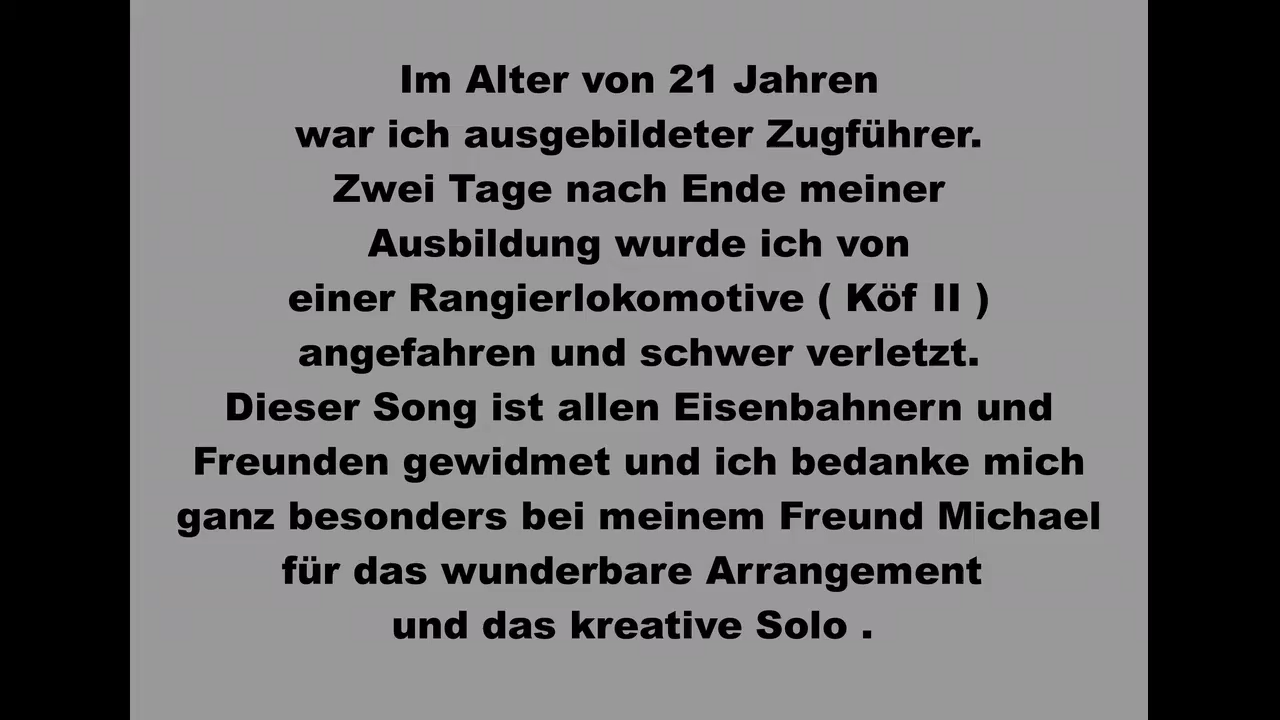 Im Alter von 21 Jahren
war ich ausgebildeter Zugführer.
Zwei Tage nach Ende meiner
Ausbildung wurde ich von
einer Rangierlokomotive ( Köf II )
angefahren und schwer verletzt.
Dieser Song ist allen Eisenbahnern und
Freunden gewidmet und ich bedanke mich
ganz besonders bei meinem Freund Michael
für das wunderbare Arrangement
und das kreative Solo .